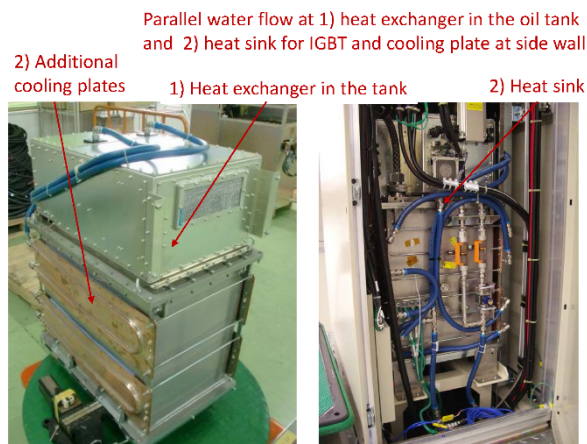 Parallel water flow at 1) heat exchanger in the oil tank
and 2) heat sink for IGBT and cooling plate at side wall
2) Additional
cooling plates
1) Heat exchanger in the tank
2) Heat sink